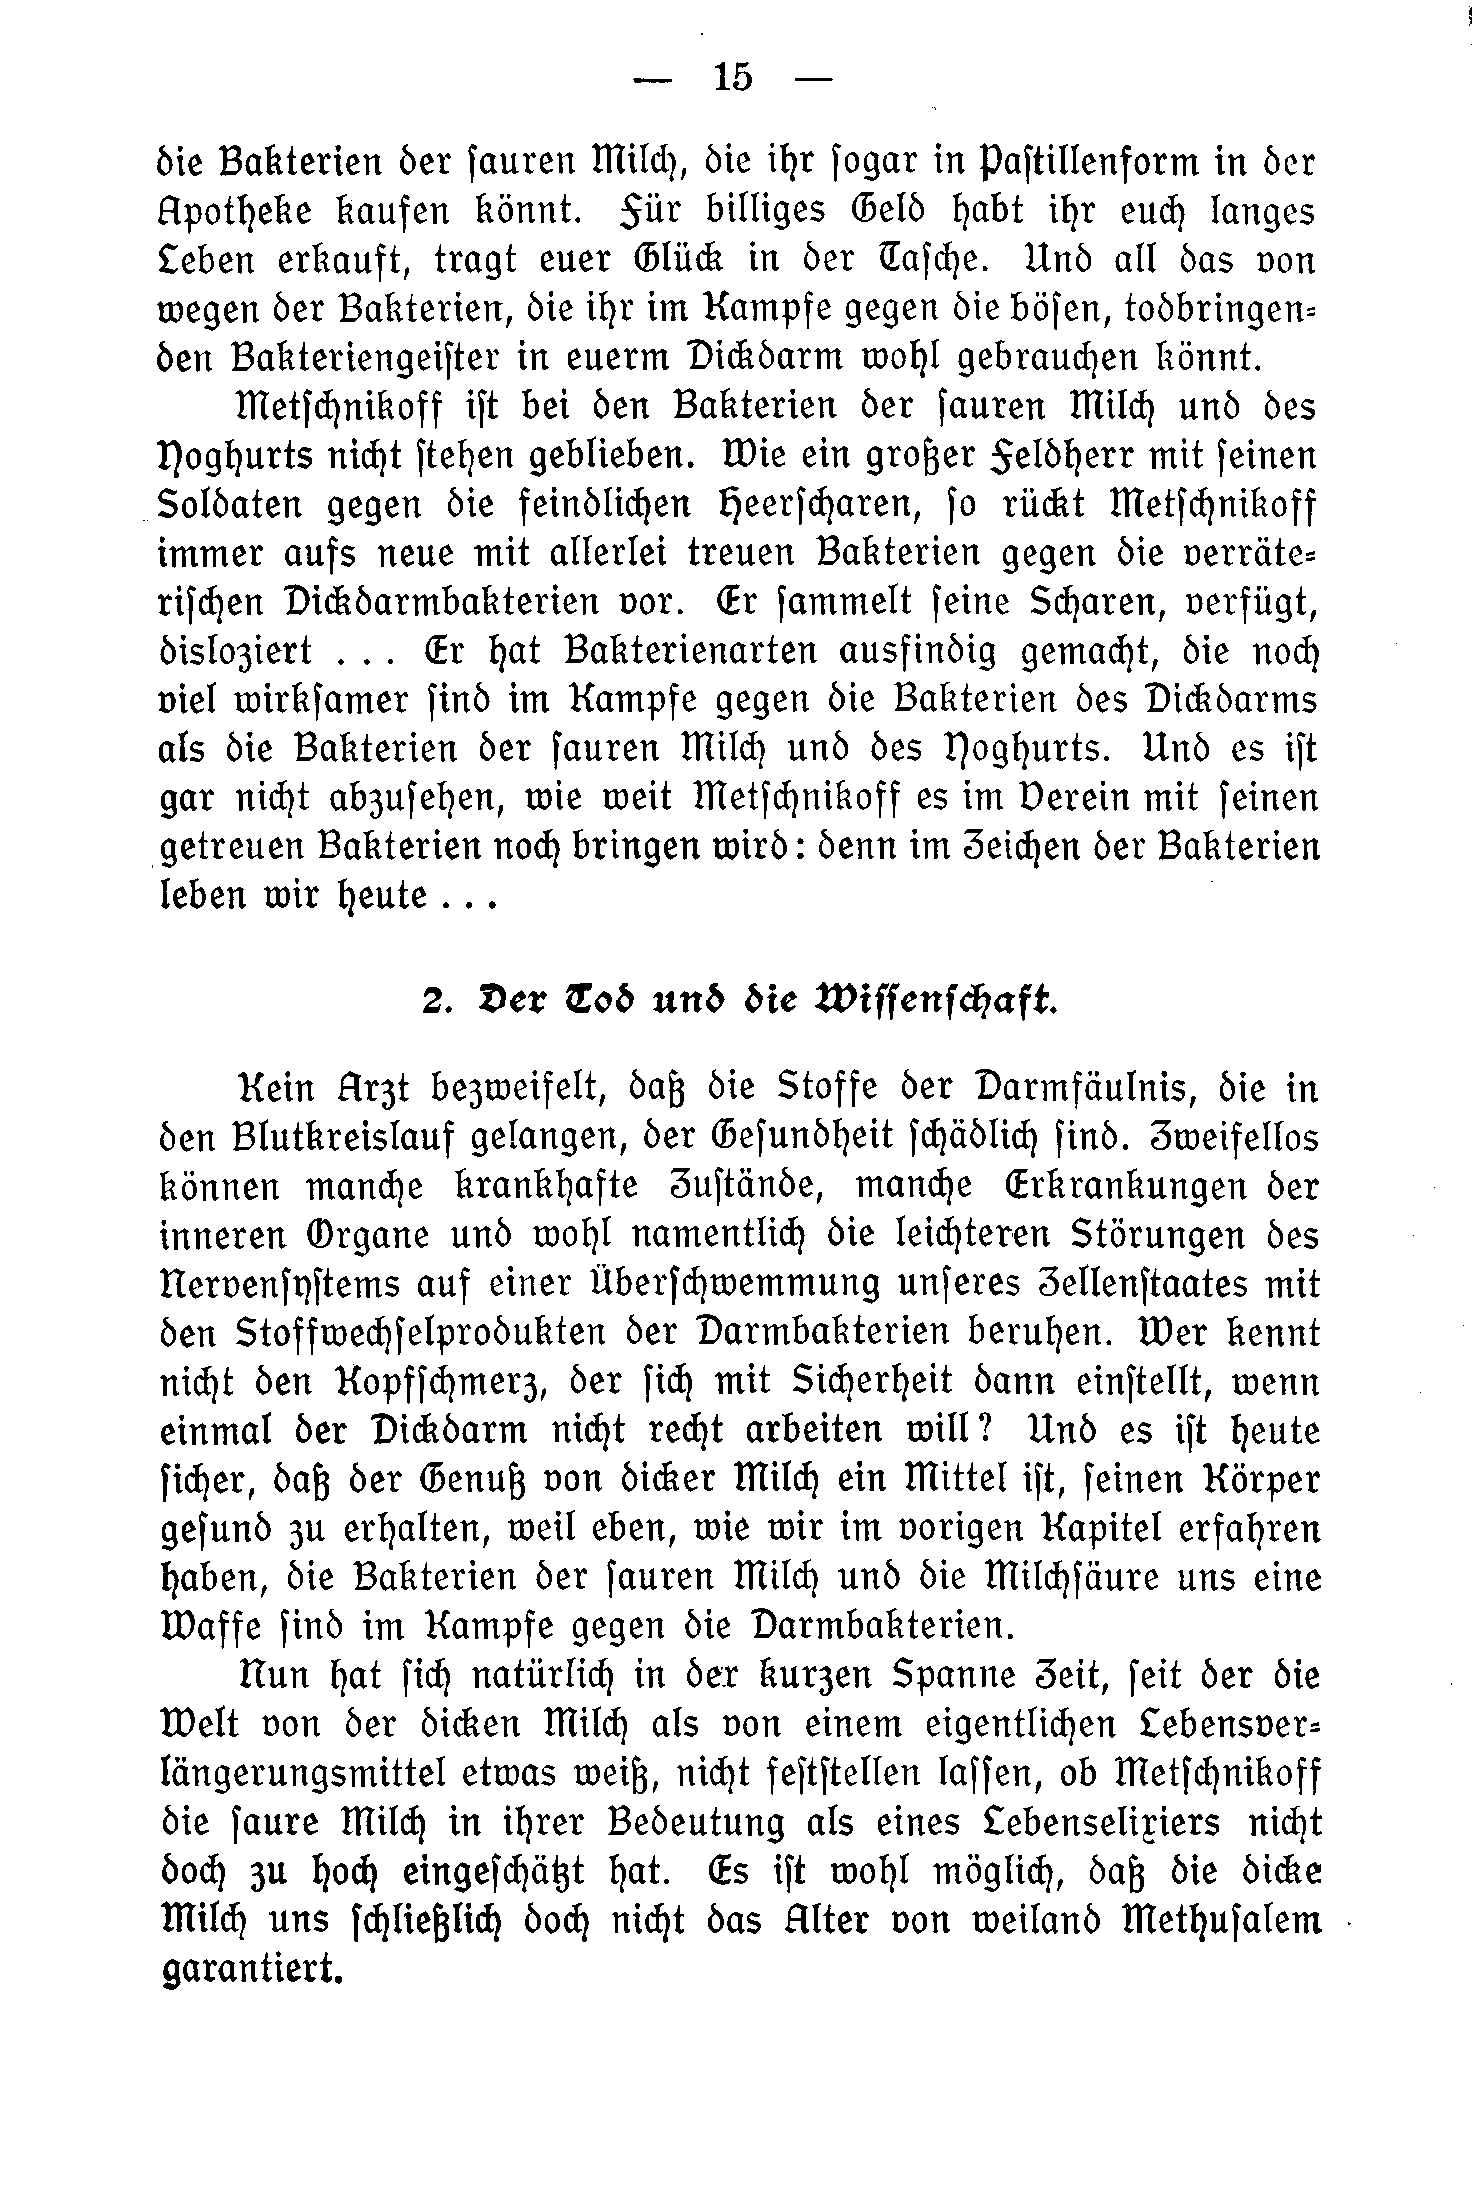 — 15 —
die Bakterien der ſauren Milch, die ihr ſogar in Paſtillenform in der
Apotheke kaufen könnt. Für billiges Geld habt ihr euch langes
Leben erkauft, tragt euer Glück in der Taſche. Und all das von
wegen der Bakterien, die ihr im Kampfe gegen die böſen, todbringen⸗
den Bakteriengeiſter in euerm Dickdarm wohl gebrauchen könnt.
Metſchnikoff iſt bei den Bakterien der ſauren Milch und des
Yoghurts nicht ſtehen geblieben. Wie ein großer Feldherr mit ſeinen
Soldaten gegen die feindlichen Heerſcharen, ſo rückt Metſchnikoff
immer aufs neue mit allerlei treuen Bakterien gegen die verräte⸗
riſchen Dickdarmbakterien vor. Er ſammelt ſeine Scharen, verfügt,
disloziert . . . Er hat Bakterienarten ausfindig gemacht, die noch
viel wirkſamer ſind im Kampfe gegen die Bakterien des Dickdarms
als die Bakterien der ſauren Milch und des Yoghurts. Und es iſt
gar nicht abzuſehen, wie weit Metſchnikoff es im Verein mit ſeinen
getreuen Bakterien noch bringen wird: denn im Zeichen der Bakterien
leben wir heute . . .
2. Der Tod und die Wiſſenſchaft.
Kein Arzt bezweifelt, daß die Stoffe der Darmfäulnis, die in
den Blutkreislauf gelangen, der Geſundheit ſchädlich ſind. Zweifellos
können manche krankhafte Zuſtände, manche Erkrankungen der
inneren Organe und wohl namentlich die leichteren Störungen des
Nervenſyſtems auf einer Überſchwemmung unſeres Zellenſtaates mit
den Stoffwechſelprodukten der Darmbakterien beruhen. Wer kennt
nicht den Kopfſchmerz, der ſich mit Sicherheit dann einſtellt, wenn
einmal der Dickdarm nicht recht arbeiten will? Und es iſt heute
ſicher, daß der Genuß von dicker Milch ein Mittel iſt, ſeinen Körper
geſund zu erhalten, weil eben, wie wir im vorigen Kapitel erfahren
haben, die Bakterien der ſauren Milch und die Milchſäure uns eine
Waffe ſind im Kampfe gegen die Darmbakterien.
Nun hat ſich natürlich in der kurzen Spanne Zeit, ſeit der die
Welt von der dicken Milch als von einem eigentlichen Lebensver⸗
längerungsmittel etwas weiß, nicht feſtſtellen laſſen, ob Metſchnikoff
die ſaure Milch in ihrer Bedeutung als eines Lebenselixiers nicht
doch zu hoch eingeſchätzt hat. Es iſt wohl möglich, daß die dicke
Milch uns ſchließlich doch nicht das Alter von weiland Methuſalem
garantiert.